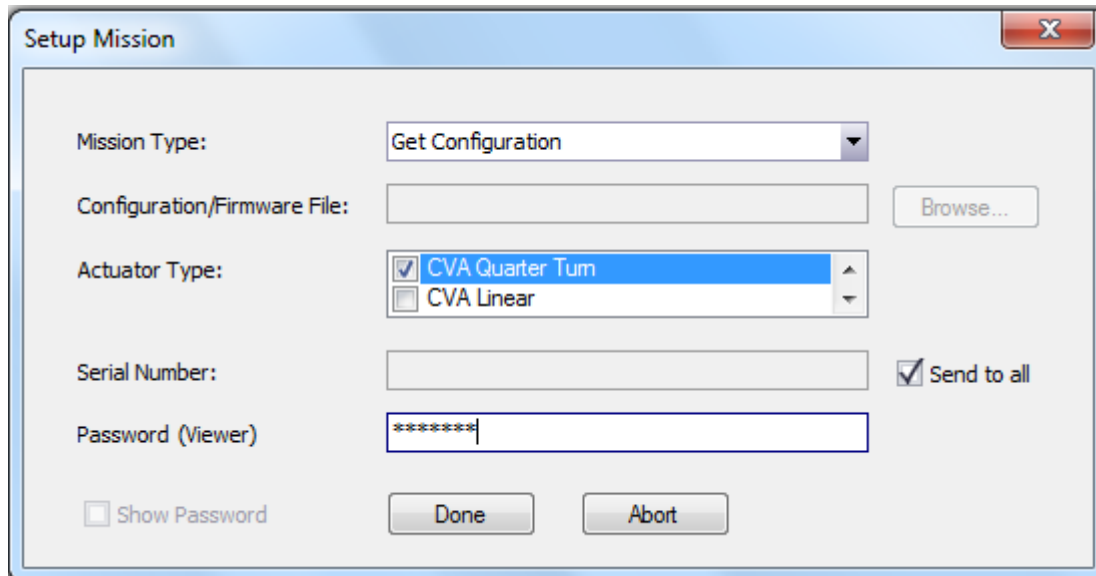 Setup Mission
Mission Type: Get Configuration
Configuration/Firmware File: Browse...
Actuator Type: CVA Quarter Turn
CVA Linear
Serial Number: Send to all
Password (Viewer) *******
Show Password Done Abort